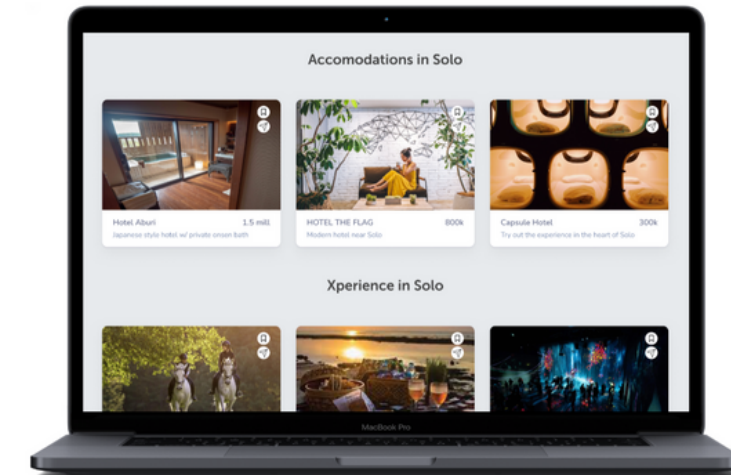 Accomodations in Solo
Hotel Aburi 1.5 mill
Japanese style hotel w/ private onsen bath
HOTEL THE FLAG 800k
Modern hotel near Solo
Capsule Hotel 300k
Try out the experience in the heart of Solo
Xperience in Solo
MacBook Pro